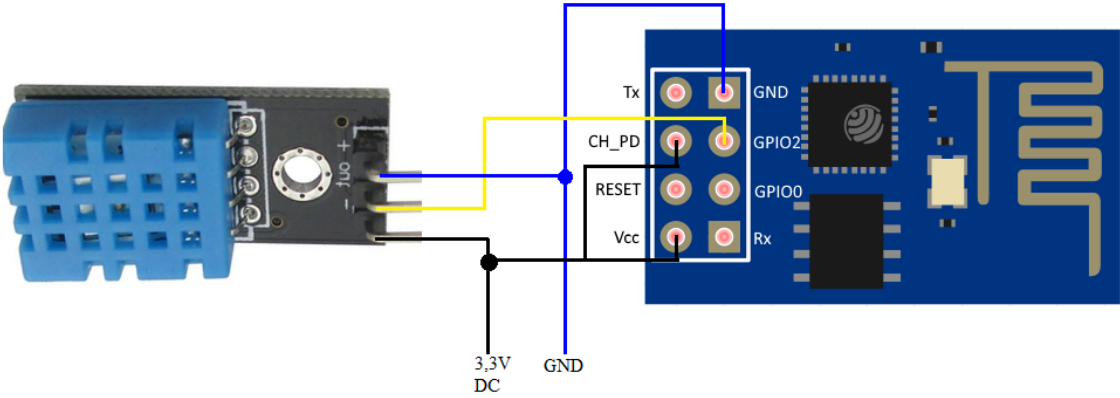 +
out
-
Tx
GND
CH_PD
GPIO2
RESET
GPIO0
Vcc
Rx
3,3V
DC
GND